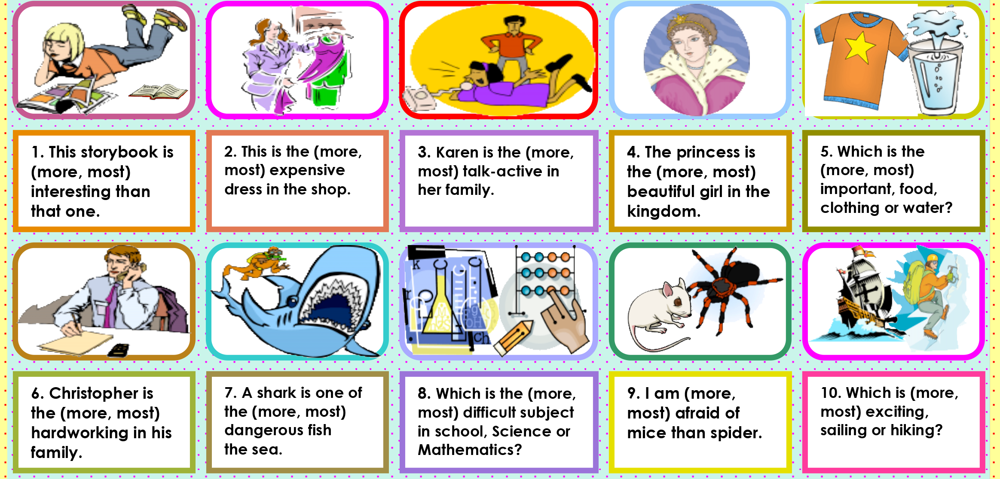 1. This storybook is
(more, most)
interesting than
that one.
2. This is the (more,
most) expensive
dress in the shop.
3. Karen is the (more,
most) talk-active in
her family.
4. The princess is
the (more, most)
beautiful girl in the
kingdom.
5. Which is the
(more, most)
important, food,
clothing or water?
6. Christopher is
the (more, most)
hardworking in his
family.
7. A shark is one of
the (more, most)
dangerous fish
the sea.
8. Which is the (more,
most) difficult subject
in school, Science or
Mathematics?
9. I am (more,
most) afraid of
mice than spider.
10. Which is (more,
most) exciting,
sailing or hiking?